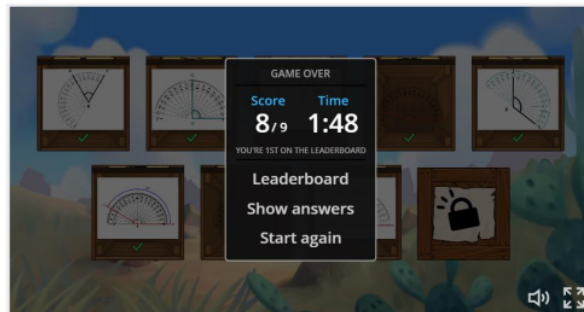 GAME OVER
Score Time
8/9 1:48
YOU'RE 1ST ON THE LEADERBOARD
Leaderboard
Show answers
Start again